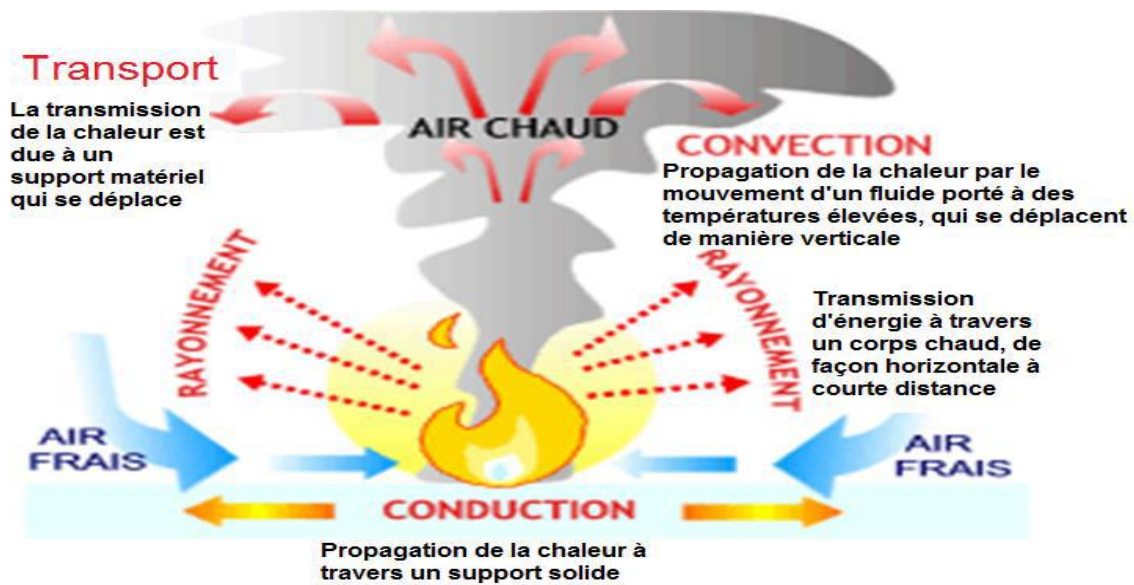 Transport
La transmission
de la chaleur est
due à un
support matériel
qui se déplace
AIR CHAUD
CONVECTION
Propagation de la chaleur par le
mouvement d'un fluide porté à des
températures élevées, qui se déplacent
de manière verticale
RAYONNEMENT
RAYONNEMENT
Transmission
d'énergie à travers
un corps chaud, de
façon horizontale à
courte distance
AIR
FRAIS
AIR
FRAIS
CONDUCTION
Propagation de la chaleur à
travers un support solide